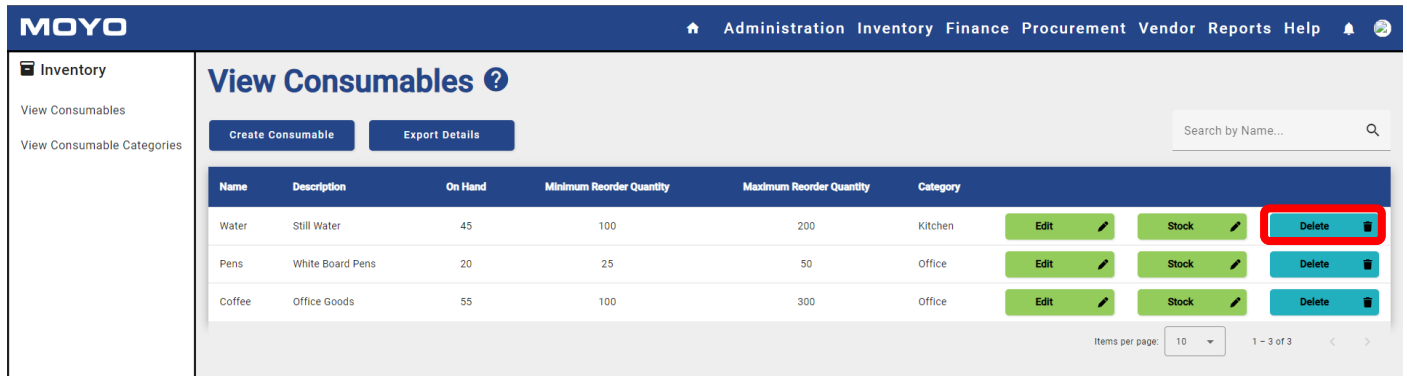 MOYO
Administration Inventory Finance Procurement Vendor Reports Help
Inventory
View Consumables
View Consumable Categories
View Consumables ?
Create Consumable Export Details Search by Name...
Name Description On Hand Minimum Reorder Quantity Maximum Reorder Quantity Category
Water Still Water 45 100 200 Kitchen Edit Stock Delete
Pens White Board Pens 20 25 50 Office Edit Stock Delete
Coffee Office Goods 55 100 300 Office Edit Stock Delete
Items per page: 10 1 – 3 of 3